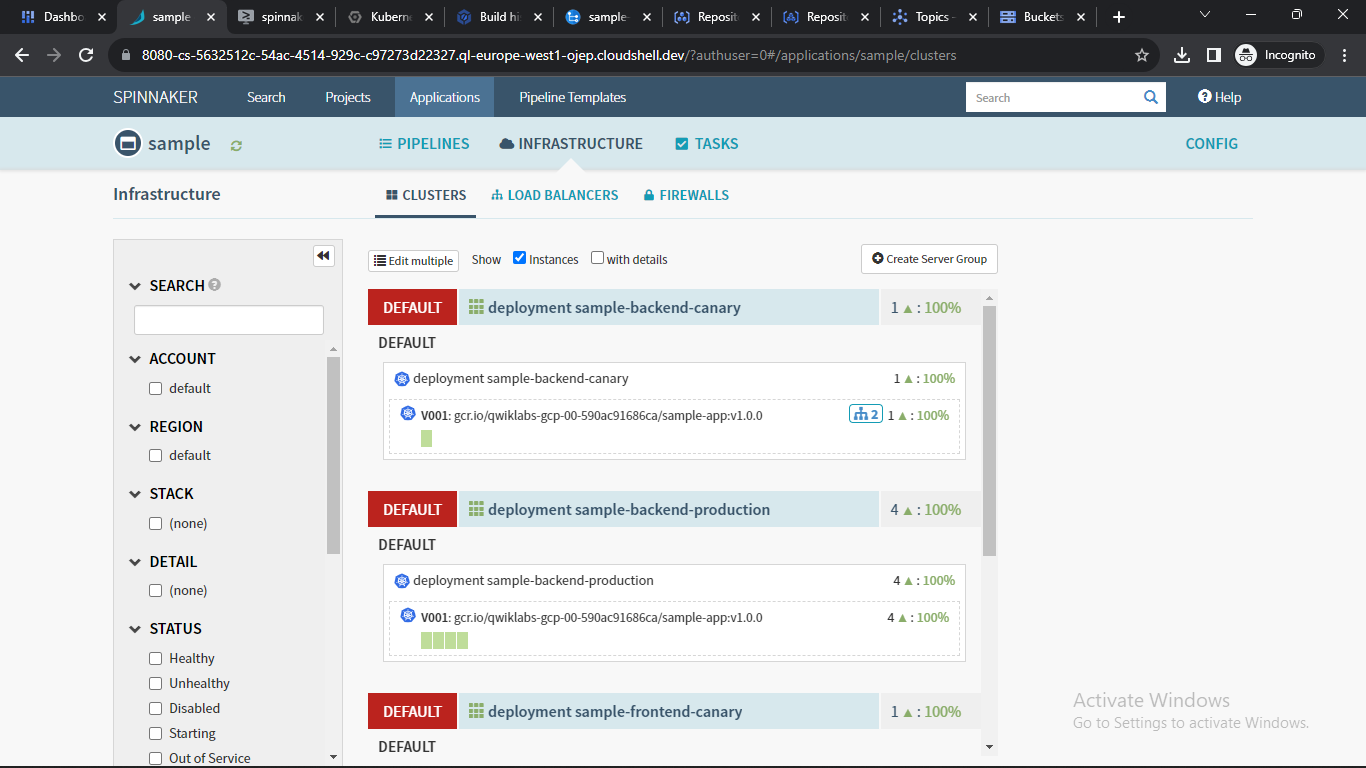 Dashbo
sample
spinnak
Kuberne
Build his
sample-
Reposit
Reposit
Topics -
Buckets
8080-cs-5632512c-54ac-4514-929c-c97273d22327.ql-europe-west1-ojep.cloudshell.dev/?authuser=0#/applications/sample/clusters
Incognito
SPINNAKER Search Projects Applications Pipeline Templates Search Help
sample PIPELINES INFRASTRUCTURE TASKS CONFIG
Infrastructure CLUSTERS LOAD BALANCERS FIREWALLS
SEARCH
ACCOUNT
default
REGION
default
STACK
(none)
DETAIL
(none)
STATUS
Healthy
Unhealthy
Disabled
Starting
Out of Service
Edit multiple Show Instances with details Create Server Group
DEFAULT deployment sample-backend-canary 1 ▲ : 100%
DEFAULT
deployment sample-backend-canary 1 ▲ : 100%
V001: gcr.io/qwiklabs-gcp-00-590ac91686ca/sample-app:v1.0.0 2 1 ▲ : 100%
DEFAULT deployment sample-backend-production 4 ▲ : 100%
DEFAULT
deployment sample-backend-production 4 ▲ : 100%
V001: gcr.io/qwiklabs-gcp-00-590ac91686ca/sample-app:v1.0.0 4 ▲ : 100%
DEFAULT deployment sample-frontend-canary 1 ▲ : 100%
DEFAULT
Activate Windows
Go to Settings to activate Windows.